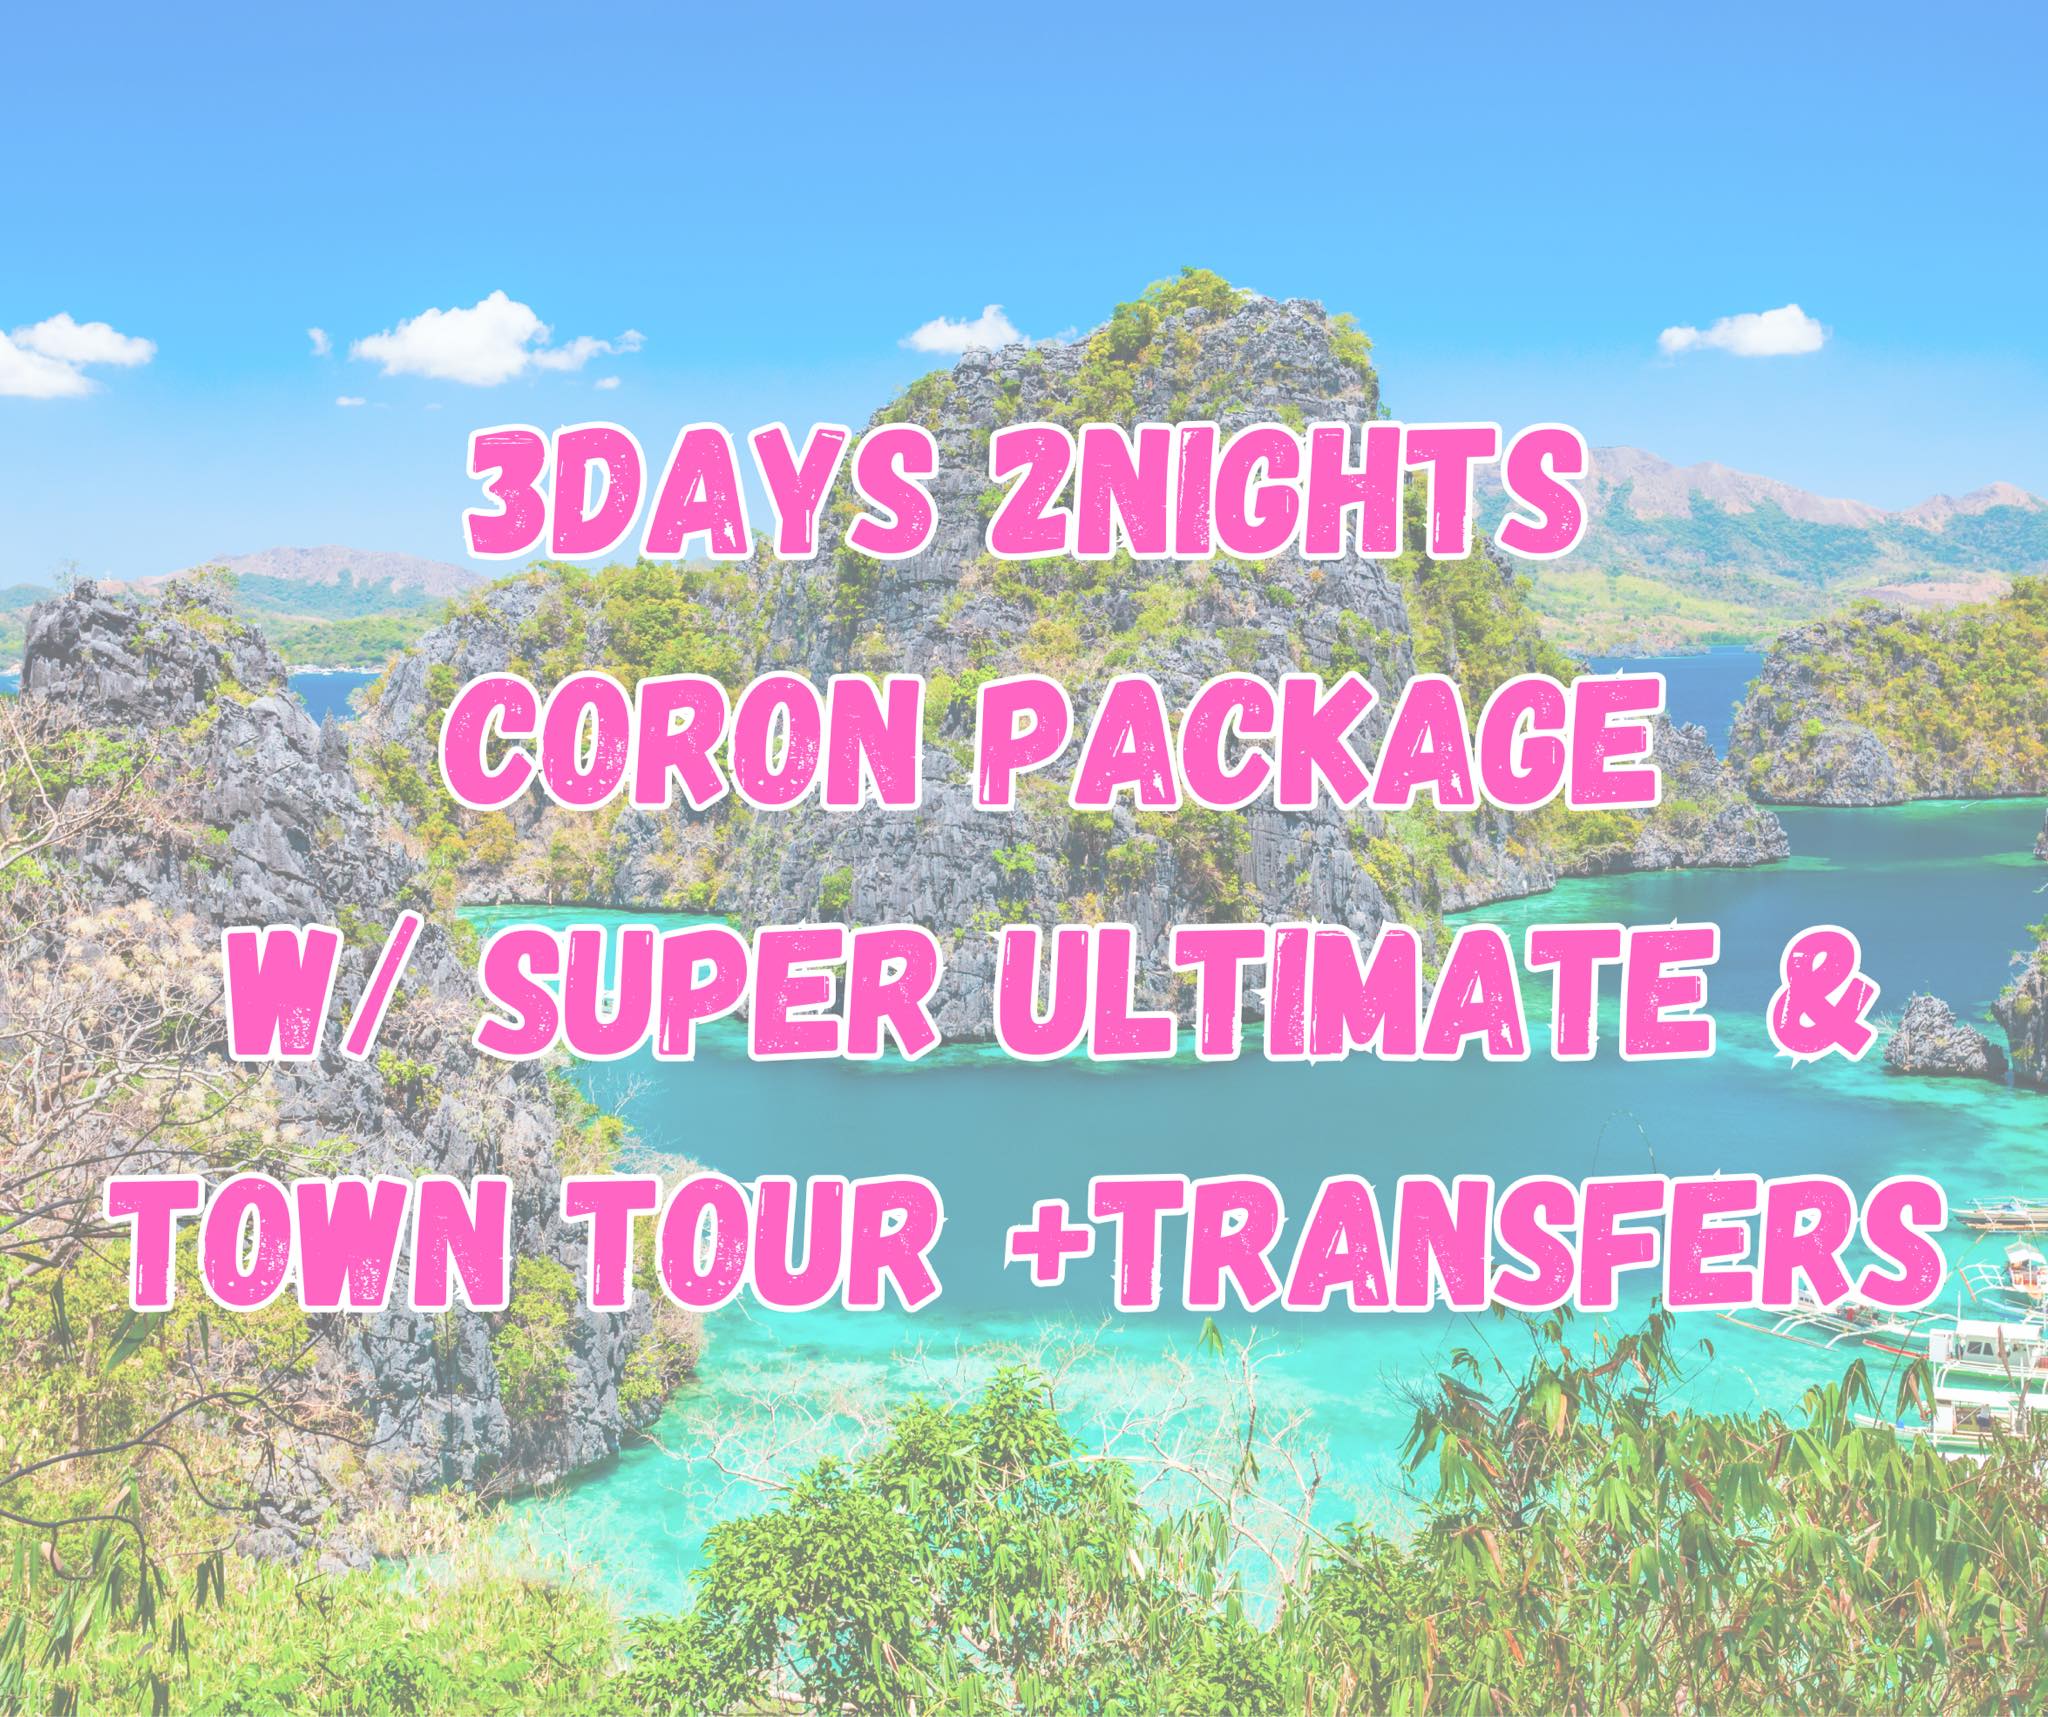 3DAYS 2NIGHTS
CORON PACKAGE
W/ SUPER ULTIMATE &
TOWN TOUR +TRANSFERS